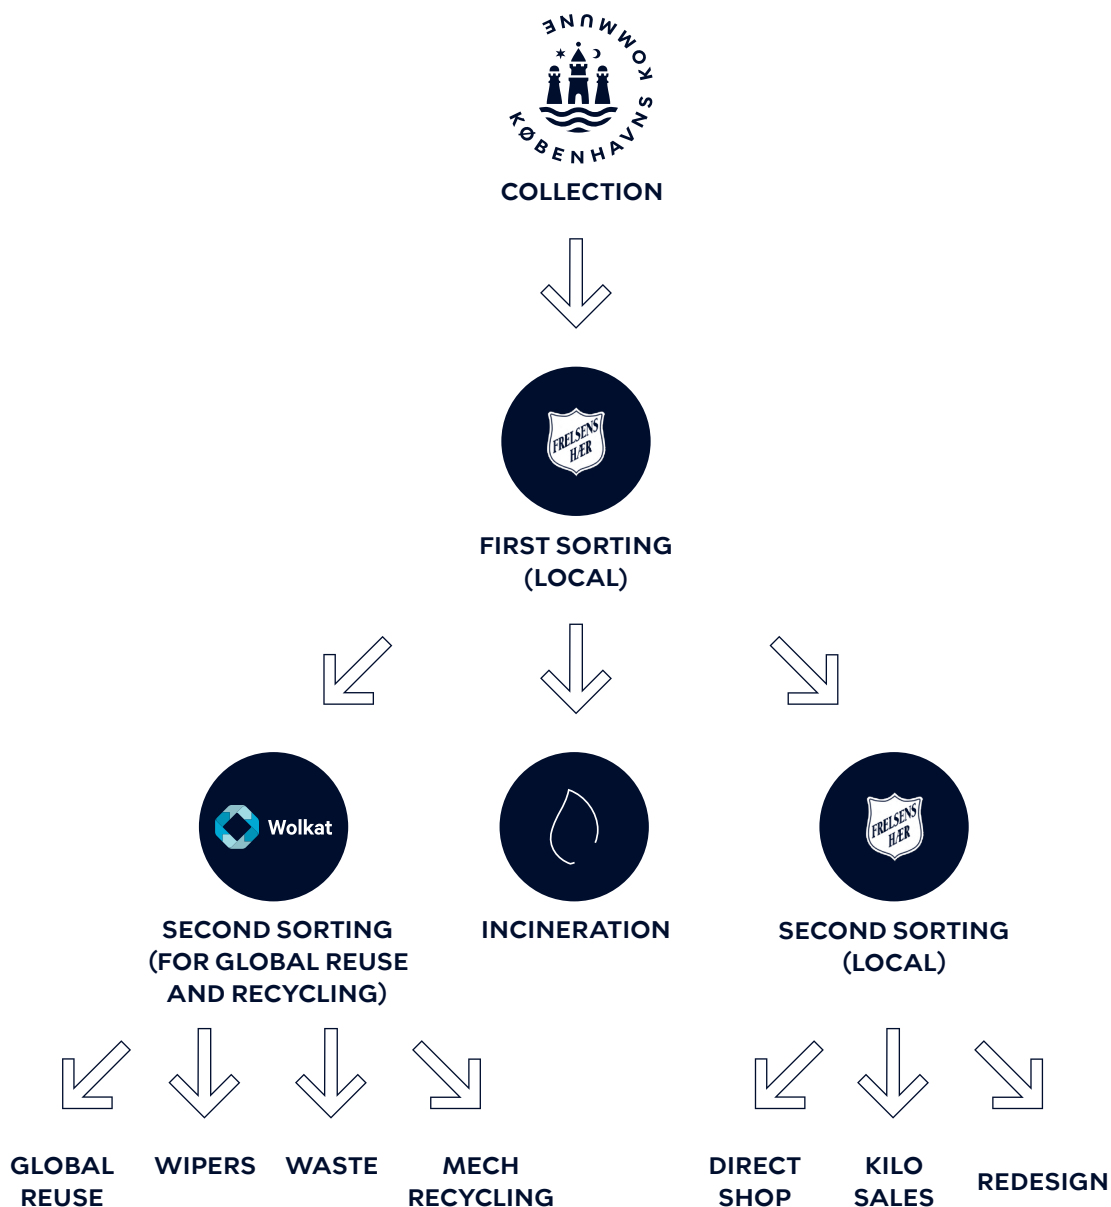 KØBENHAVNS KOMMUNE
COLLECTION
FRELSENS
HÆR
FIRST SORTING
(LOCAL)
Wolkat
FRELSENS
HÆR
SECOND SORTING
(FOR GLOBAL REUSE
AND RECYCLING)
INCINERATION
SECOND SORTING
(LOCAL)
GLOBAL
REUSE
WIPERS
WASTE
MECH
RECYCLING
DIRECT
SHOP
KILO
SALES
REDESIGN